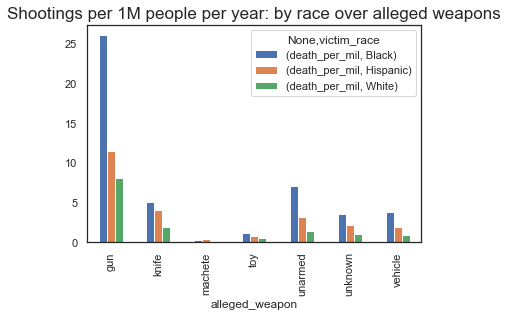 Shootings per 1M people per year: by race over alleged weapons
None,victim_race
(death_per_mil, Black)
(death_per_mil, Hispanic)
(death_per_mil, White)
25
20
15
10
5
0
gun
knife
machete
toy
unarmed
unknown
vehicle
alleged_weapon